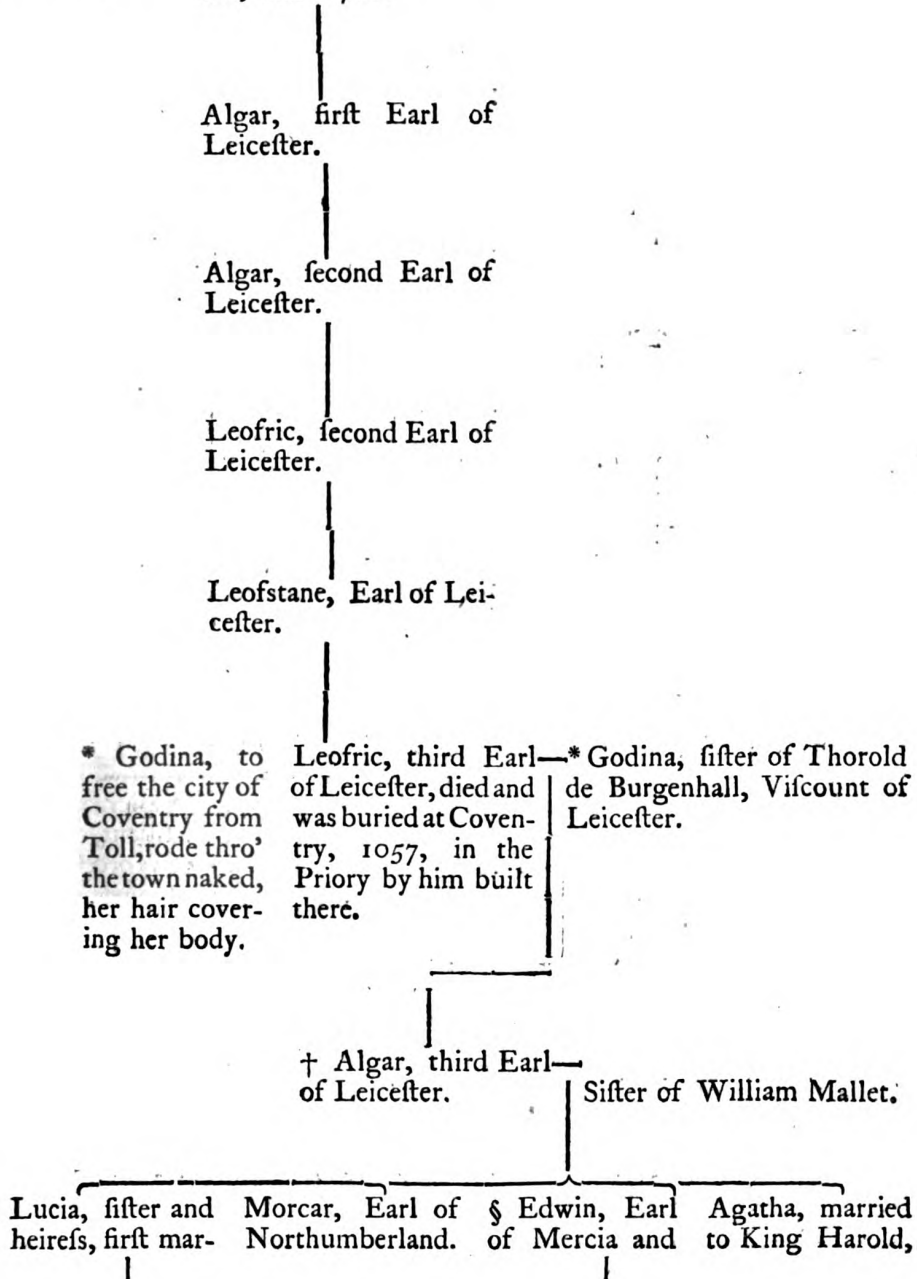 Algar, firſt Earl of
Leiceſter.
Algar, ſecond Earl of
Leiceſter.
Leofric, ſecond Earl of
Leiceſter.
Leofstane, Earl of Lei-
ceſter.
* Godina, to
free the city of
Coventry from
Toll, rode thro'
the town naked,
her hair cover-
ing her body.
Leofric, third Earl
of Leiceſter, died and
was buried at Coven-
try, 1057, in the
Priory by him built
there.
* Godina, ſiſter of Thorold
de Burgenhall, Viſcount of
Leiceſter.
† Algar, third Earl
of Leiceſter.
Siſter of William Mallet.
Lucia, ſiſter and
heireſs, firſt mar-
Morcar, Earl of
Northumberland.
§ Edwin, Earl
of Mercia and
Agatha, married
to King Harold,